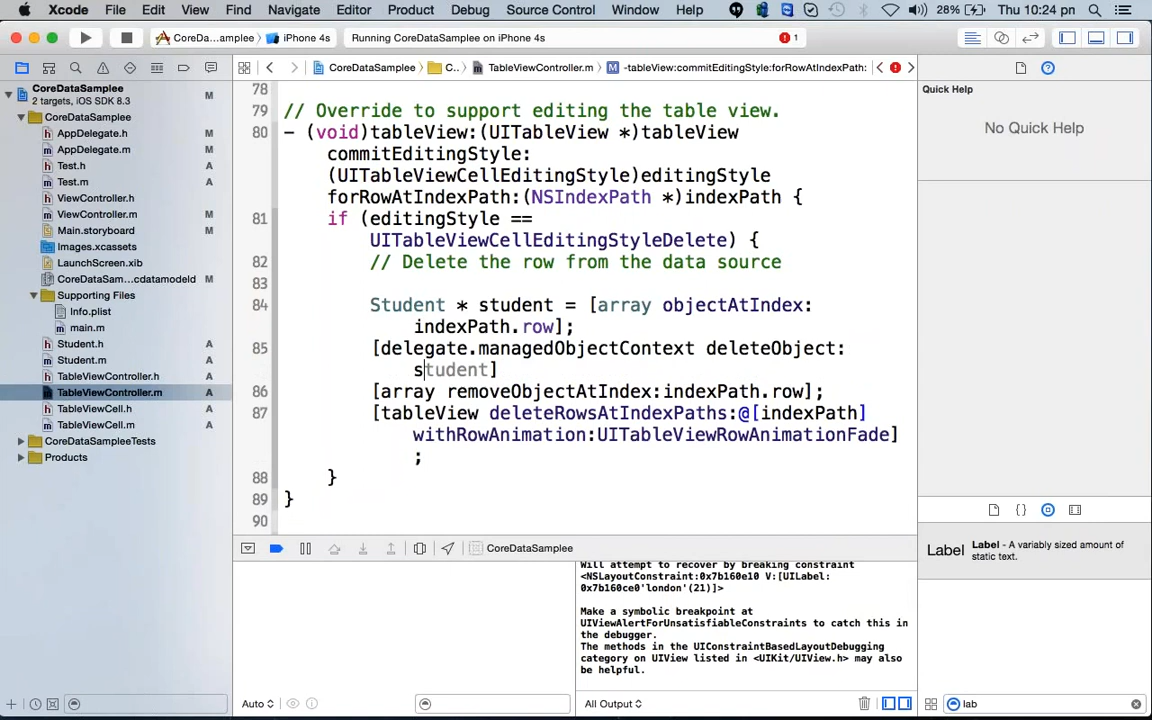 Xcode File Edit View Find Navigate Editor Product Debug Source Control Window Help 28% Thu 10:24 pm
CoreDa...amplee iPhone 4s Running CoreDataSamplee on iPhone 4s 1
CoreDataSamplee C... TableViewController.m M -tableView:commitEditingStyle:forRowAtIndexPath:
CoreDataSamplee M
2 targets, iOS SDK 8.3
CoreDataSamplee
AppDelegate.h M
AppDelegate.m M
Test.h A
Test.m A
ViewController.h M
ViewController.m M
Main.storyboard M
Images.xcassets
LaunchScreen.xib
CoreDataSam...cdatamodeld M
Supporting Files
Info.plist
main.m
Student.h A
Student.m A
TableViewController.h A
TableViewController.m A
TableViewCell.h A
TableViewCell.m A
CoreDataSampleeTests
Products
78
79 // Override to support editing the table view.
80 - (void)tableView:(UITableView *)tableView
commitEditingStyle:
(UITableViewCellEditingStyle)editingStyle
forRowAtIndexPath:(NSIndexPath *)indexPath {
81 if (editingStyle ==
UITableViewCellEditingStyleDelete) {
82 // Delete the row from the data source
83
84 Student * student = [array objectAtIndex:
indexPath.row];
85 [delegate.managedObjectContext deleteObject:
student]
86 [array removeObjectAtIndex:indexPath.row];
87 [tableView deleteRowsAtIndexPaths:@[indexPath]
withRowAnimation:UITableViewRowAnimationFade]
;
88 }
89 }
90
CoreDataSamplee
Will attempt to recover by breaking constraint
<NSLayoutConstraint:0x7b160e10 V:[UILabel:
0x7b160ce0'london'(21)]>
Make a symbolic breakpoint at
UIViewAlertForUnsatisfiableConstraints to catch this in
the debugger.
The methods in the UIConstraintBasedLayoutDebugging
category on UIView listed in <UIKit/UIView.h> may also
be helpful.
Auto All Output
Quick Help
No Quick Help
Label Label - A variably sized amount of
static text.
lab